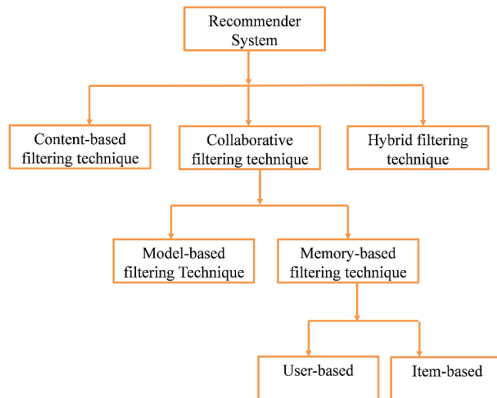 Recommender
System
Content-based
filtering technique
Collaborative
filtering technique
Hybrid filtering
technique
Model-based
filtering Technique
Memory-based
filtering technique
User-based
Item-based